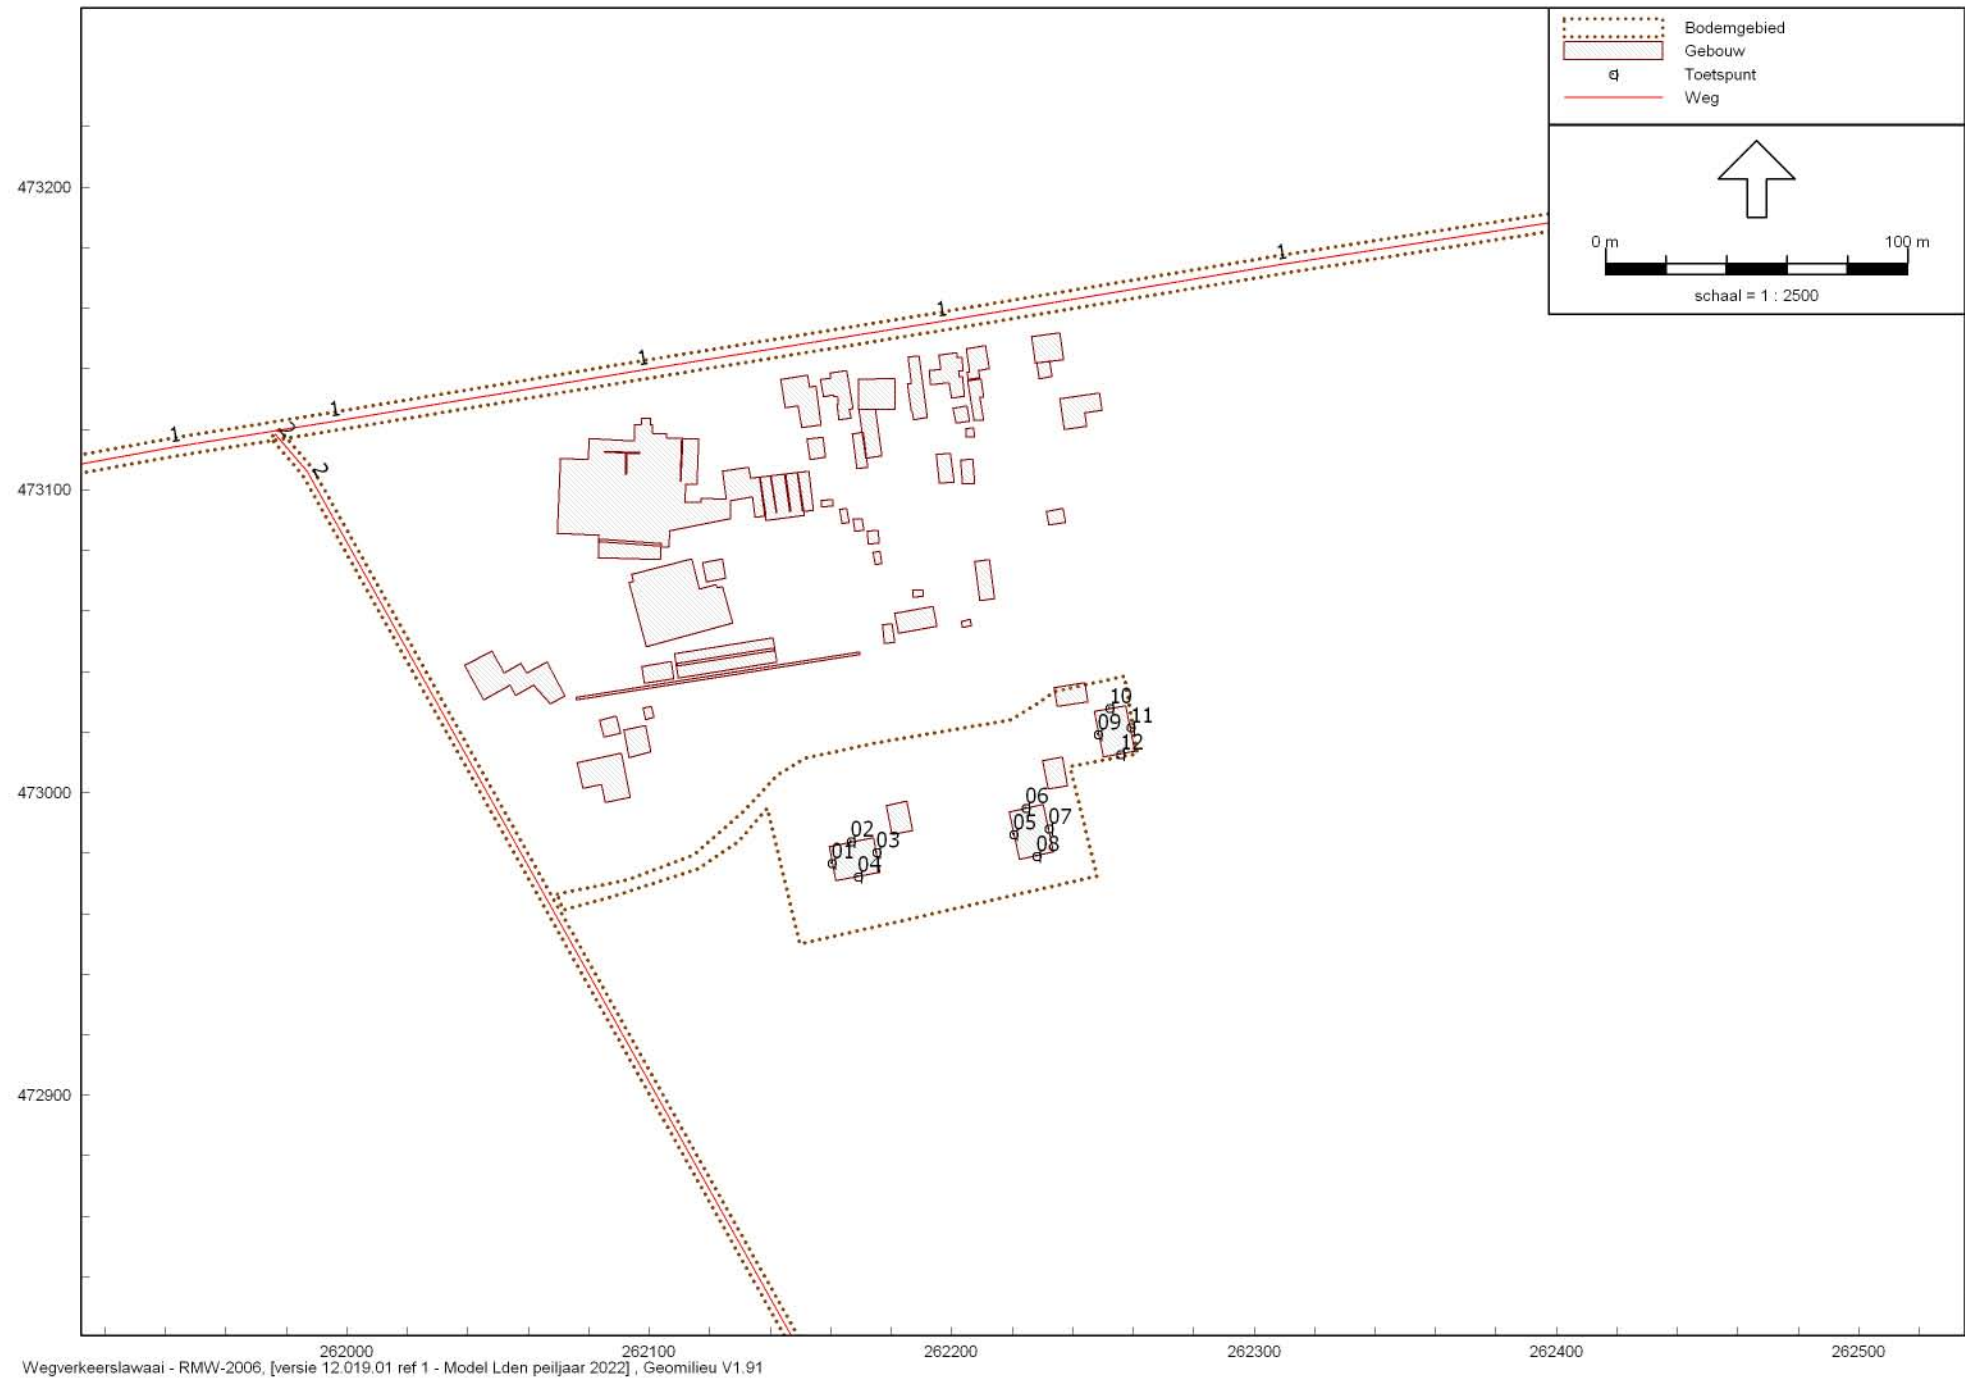 Bodemgebied
Gebouw
Toetspunt
Weg
0 m 100 m
schaal = 1 : 2500
473200
473100
473000
472900
1
1
1
1
1
2
2
10
11
09
12
06
07
05
08
02
03
01
04
262000 262100 262200 262300 262400 262500
Wegverkeerslawaai - RMW-2006, [versie 12.019.01 ref 1 - Model Lden peiljaar 2022] , Geomilieu V1.91